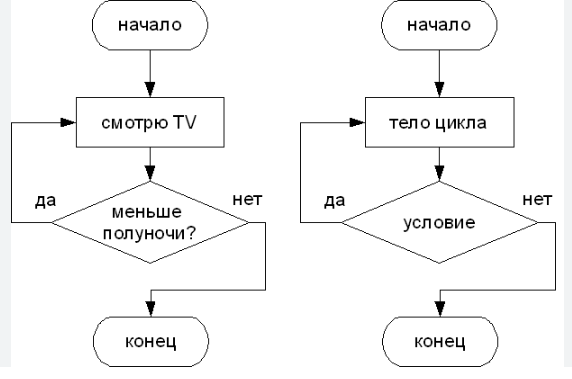 начало
смотрю TV
да
нет
меньше
полуночи?
конец
начало
тело цикла
да
нет
условие
конец